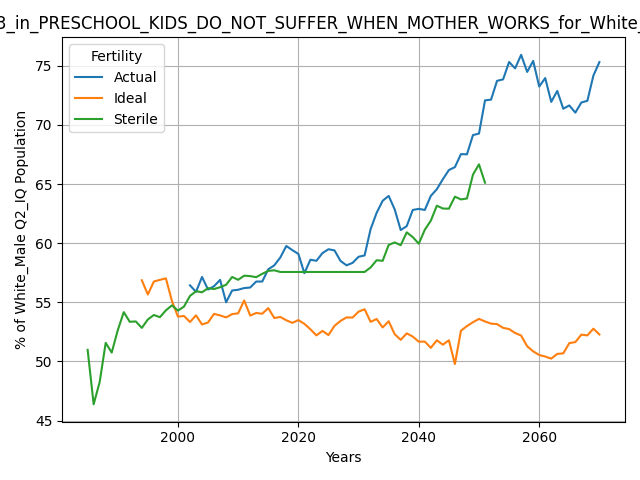 3_in_PRESCHOOL_KIDS_DO_NOT_SUFFER_WHEN_MOTHER_WORKS_for_White_
Fertility
Actual
Ideal
Sterile
% of White_Male Q2_IQ Population
75
70
65
60
55
50
45
2000
2020
2040
2060
Years